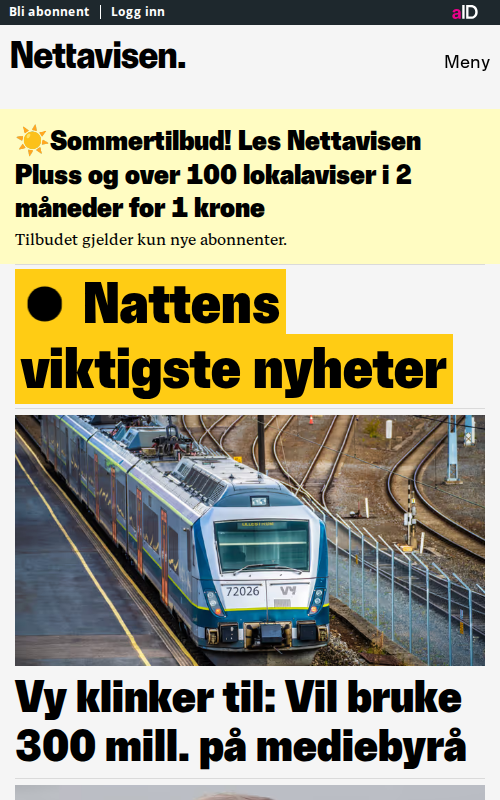 Bli abonnent
Logg inn
aID
Nettavisen.
Meny
Sommertilbud! Les Nettavisen
Pluss og over 100 lokalaviser i 2
måneder for 1 krone
Tilbudet gjelder kun nye abonnenter.
Nattens
viktigste nyheter
72026
VY
Vy klinker til: Vil bruke
300 mill. på mediebyrå